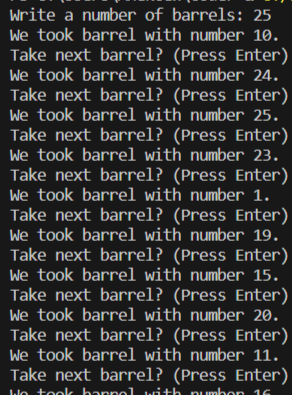 Write a number of barrels: 25
We took barrel with number 10.
Take next barrel? (Press Enter)
We took barrel with number 24.
Take next barrel? (Press Enter)
We took barrel with number 25.
Take next barrel? (Press Enter)
We took barrel with number 23.
Take next barrel? (Press Enter)
We took barrel with number 1.
Take next barrel? (Press Enter)
We took barrel with number 19.
Take next barrel? (Press Enter)
We took barrel with number 15.
Take next barrel? (Press Enter)
We took barrel with number 20.
Take next barrel? (Press Enter)
We took barrel with number 11.
Take next barrel? (Press Enter)
We took barrel with number 16.